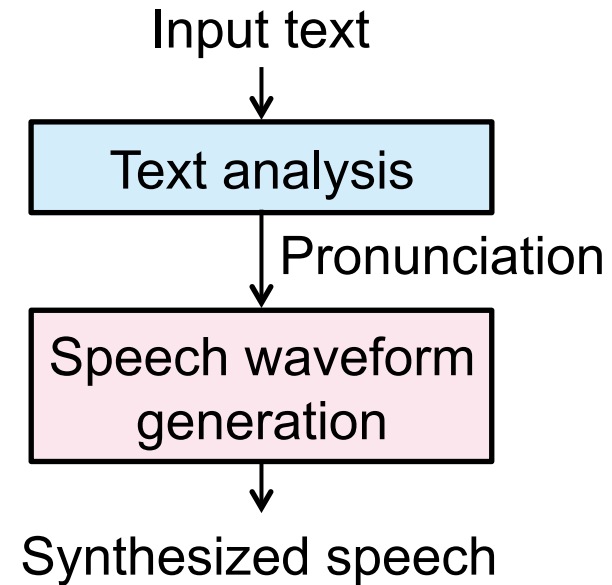 Input text
Text analysis
Pronunciation
Speech waveform
generation
Synthesized speech